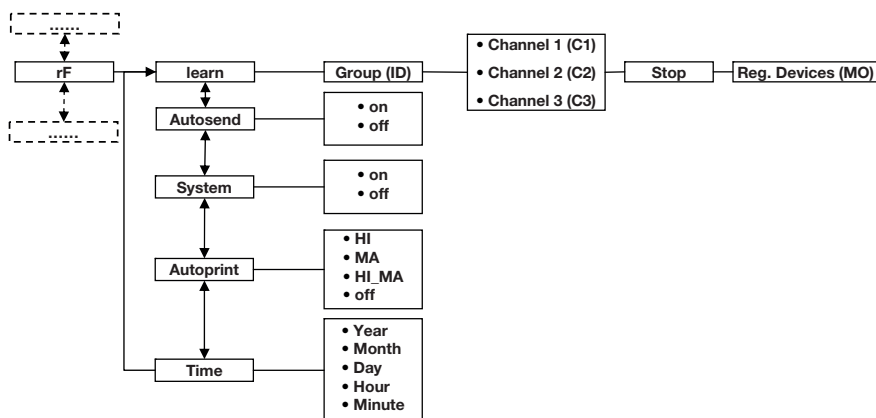 ......
rF
......
learn
Group (ID)
• Channel 1 (C1)
• Channel 2 (C2)
• Channel 3 (C3)
Stop
Reg. Devices (MO)
Autosend
• on
• off
System
• on
• off
Autoprint
• HI
• MA
• HI_MA
• off
Time
• Year
• Month
• Day
• Hour
• Minute